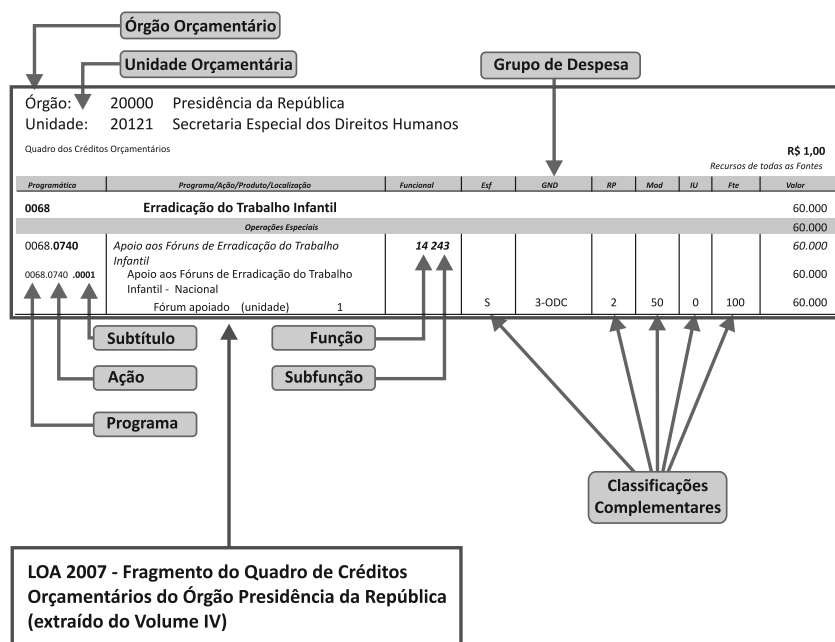 Órgão Orçamentário
Unidade Orçamentária
Grupo de Despesa
Órgão: 20000 Presidência da República
Unidade: 20121 Secretaria Especial dos Direitos Humanos
Quadro dos Créditos Orçamentários
R$ 1,00
Recursos de todas as Fontes
Programática Programa/Ação/Produto/Localização Funcional Esf GND RP Mod IU Fte Valor
0068 Erradicação do Trabalho Infantil 60.000
Operações Especiais 60.000
0068.0740 Apoio aos Fóruns de Erradicação do Trabalho 14 243 60.000
Infantil
0068.0740 .0001 Apoio aos Fóruns de Erradicação do Trabalho 60.000
Infantil - Nacional
Fórum apoiado (unidade) 1 S 3-ODC 2 50 0 100 60.000
Subtítulo
Função
Ação
Subfunção
Programa
Classificações
Complementares
LOA 2007 - Fragmento do Quadro de Créditos
Orçamentários do Órgão Presidência da República
(extraído do Volume IV)